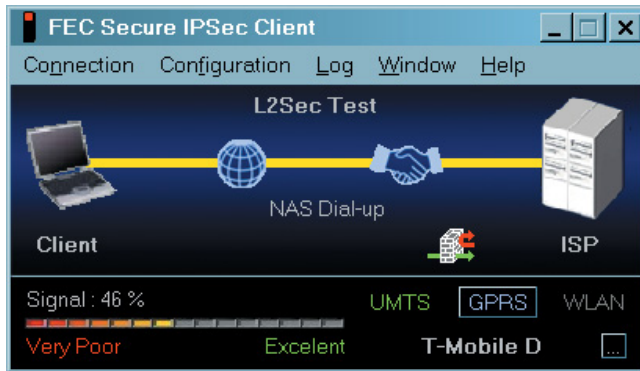 FEC Secure IPSec Client
Connection Configuration Log Window Help
L2Sec Test
NAS Dial-up
Client ISP
Signal : 46 % UMTS GPRS WLAN
Very Poor Excelent T-Mobile D ...